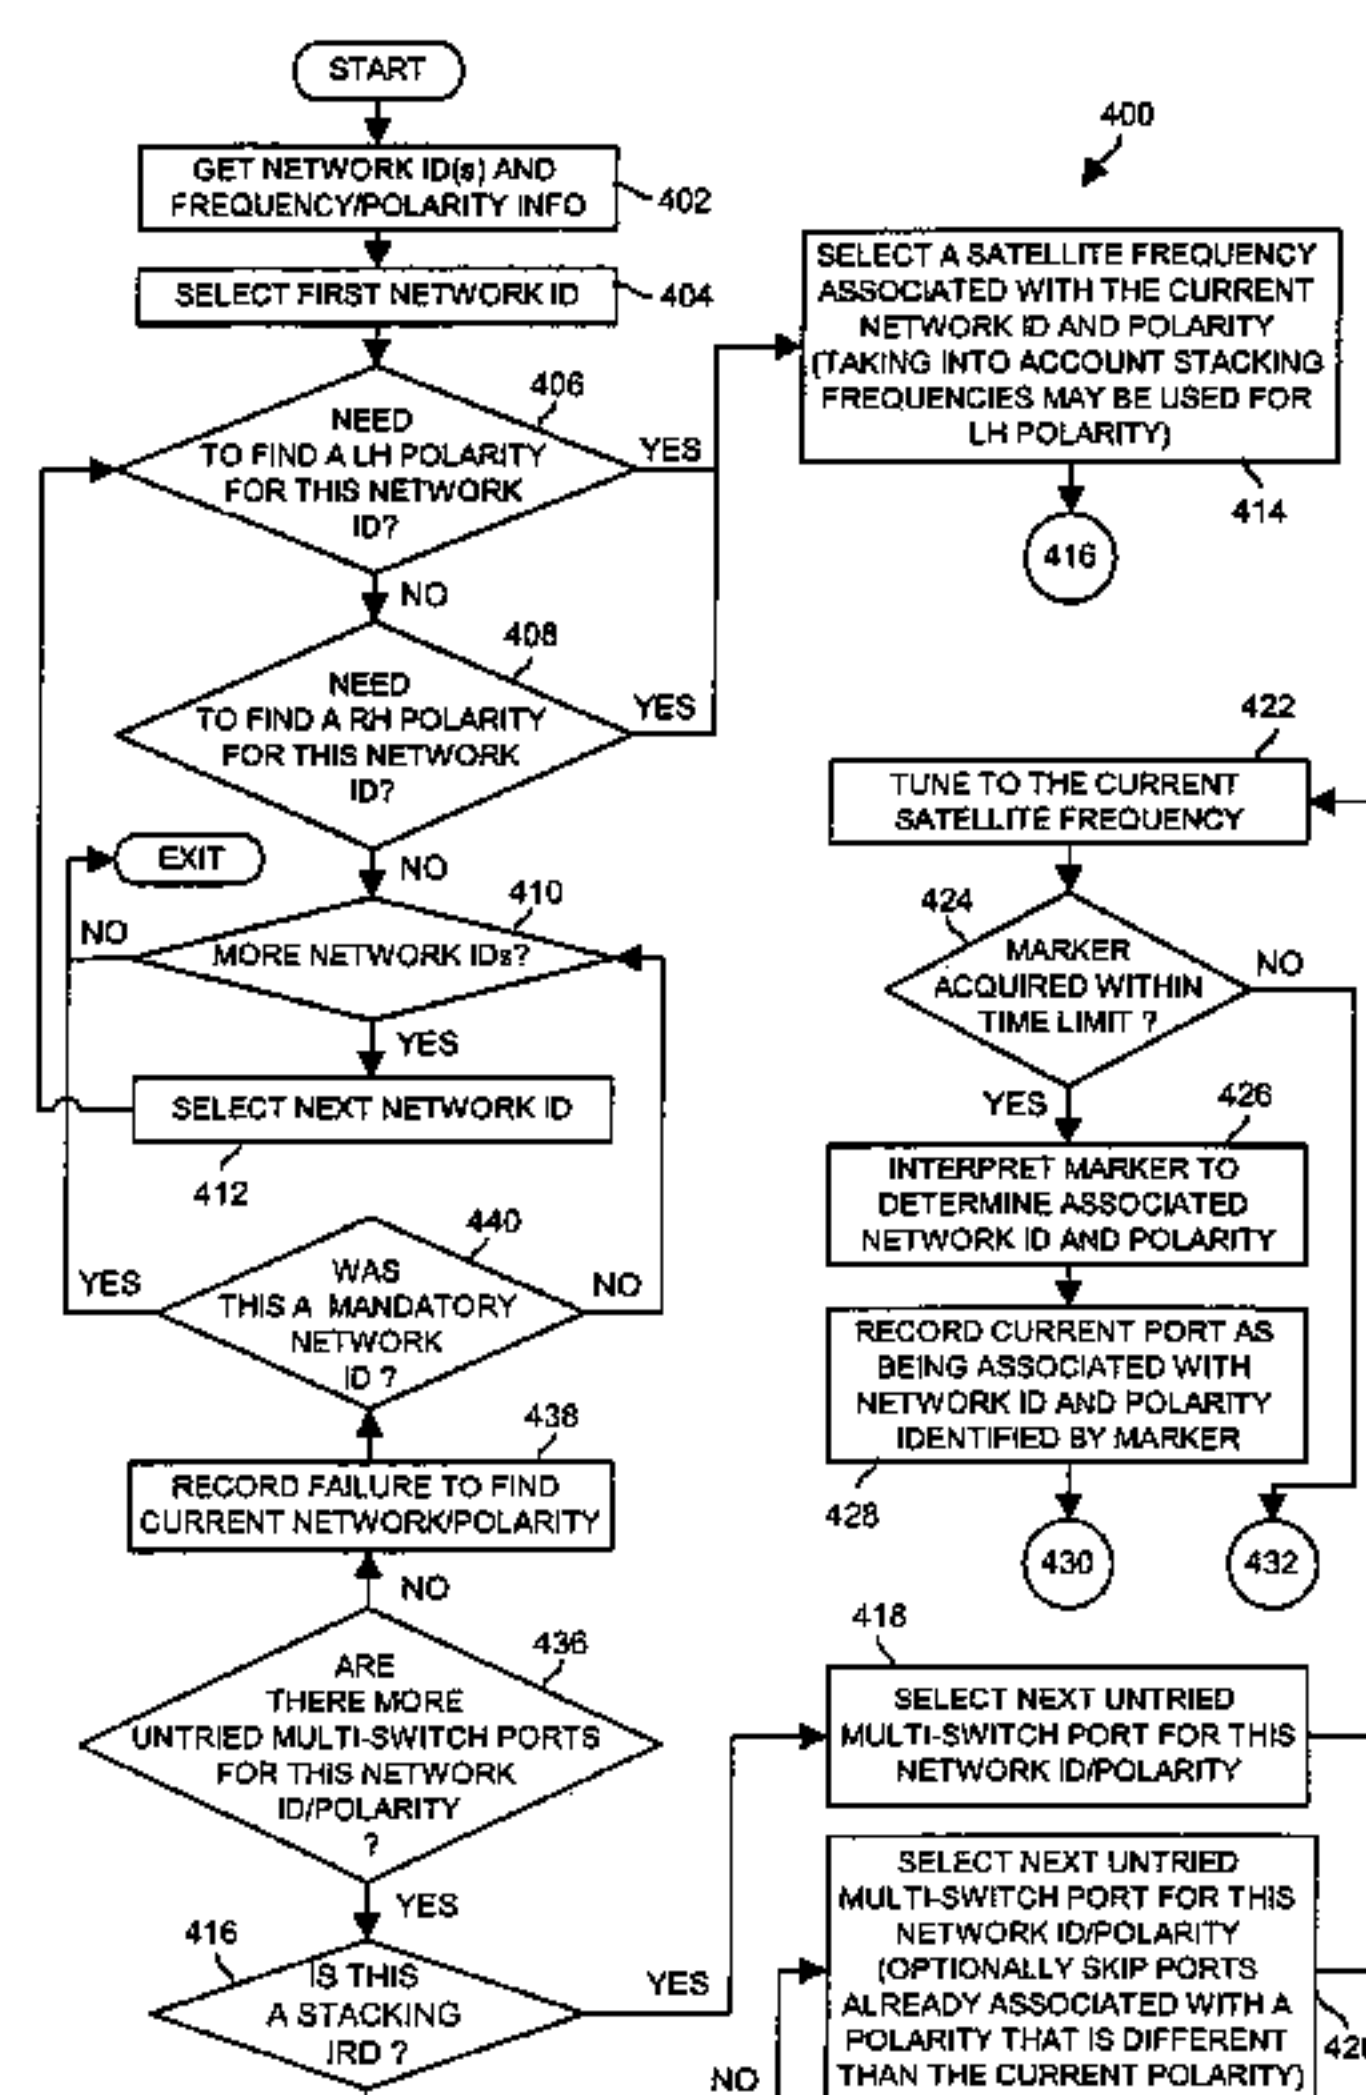 START
GET NETWORK ID(s) AND
FREQUENCY/POLARITY INFO
402
SELECT FIRST NETWORK ID
404
406
NEED
TO FIND A LH POLARITY
FOR THIS NETWORK
ID?
YES
NO
408
NEED
TO FIND A RH POLARITY
FOR THIS NETWORK
ID?
YES
EXIT
NO
410
NO
MORE NETWORK IDs?
YES
SELECT NEXT NETWORK ID
412
440
YES
WAS
THIS A MANDATORY
NETWORK
ID ?
NO
438
RECORD FAILURE TO FIND
CURRENT NETWORK/POLARITY
NO
436
ARE
THERE MORE
UNTRIED MULTI-SWITCH PORTS
FOR THIS NETWORK
ID/POLARITY
?
YES
416
IS THIS
A STACKING
IRD ?
YES
400
SELECT A SATELLITE FREQUENCY
ASSOCIATED WITH THE CURRENT
NETWORK ID AND POLARITY
(TAKING INTO ACCOUNT STACKING
FREQUENCIES MAY BE USED FOR
LH POLARITY)
414
416
422
TUNE TO THE CURRENT
SATELLITE FREQUENCY
424
MARKER
ACQUIRED WITHIN
TIME LIMIT ?
NO
YES
426
INTERPRET MARKER TO
DETERMINE ASSOCIATED
NETWORK ID AND POLARITY
RECORD CURRENT PORT AS
BEING ASSOCIATED WITH
NETWORK ID AND POLARITY
IDENTIFIED BY MARKER
428
430
432
418
SELECT NEXT UNTRIED
MULTI-SWITCH PORT FOR THIS
NETWORK ID/POLARITY
SELECT NEXT UNTRIED
MULTI-SWITCH PORT FOR THIS
NETWORK ID/POLARITY
(OPTIONALLY SKIP PORTS
ALREADY ASSOCIATED WITH A
POLARITY THAT IS DIFFERENT
THAN THE CURRENT POLARITY)
NO